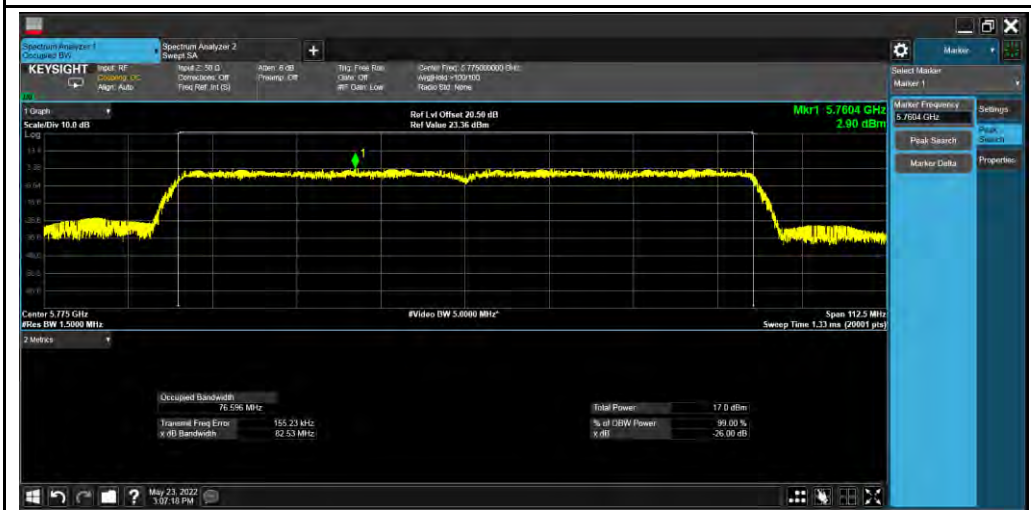 Spectrum Analyzer 1
Occupied BW
Spectrum Analyzer 2
Swept SA
+
Marker
KEYSIGHT
Input: RF
Coupling: DC
Align: Auto
Input Z: 50 Ω
Corrections: Off
Freq Ref: Int (S)
Atten: 6 dB
Preamp: Off
Trig: Free Run
Gate: Off
#IF Gain: Low
Center Freq: 5.775000000 GHz
Avg|Hold: >100/100
Radio Std: None
Select Marker
Marker 1
1 Graph
Scale/Div 10.0 dB
Log
Ref Lvl Offset 20.50 dB
Ref Value 23.36 dBm
Mkr1 5.7604 GHz
2.90 dBm
Marker Frequency
5.7604 GHz
Settings
Peak Search
Peak
Search
Marker Delta
Properties
1
Center 5.775 GHz
#Res BW 1.5000 MHz
#Video BW 5.0000 MHz*
Span 112.5 MHz
Sweep Time 1.33 ms (20001 pts)
2 Metrics
Occupied Bandwidth
76.596 MHz
Total Power 17.0 dBm
Transmit Freq Error 155.23 kHz
% of OBW Power 99.00 %
x dB Bandwidth 82.53 MHz
x dB -26.00 dB
?
May 23, 2022
3:07:18 PM